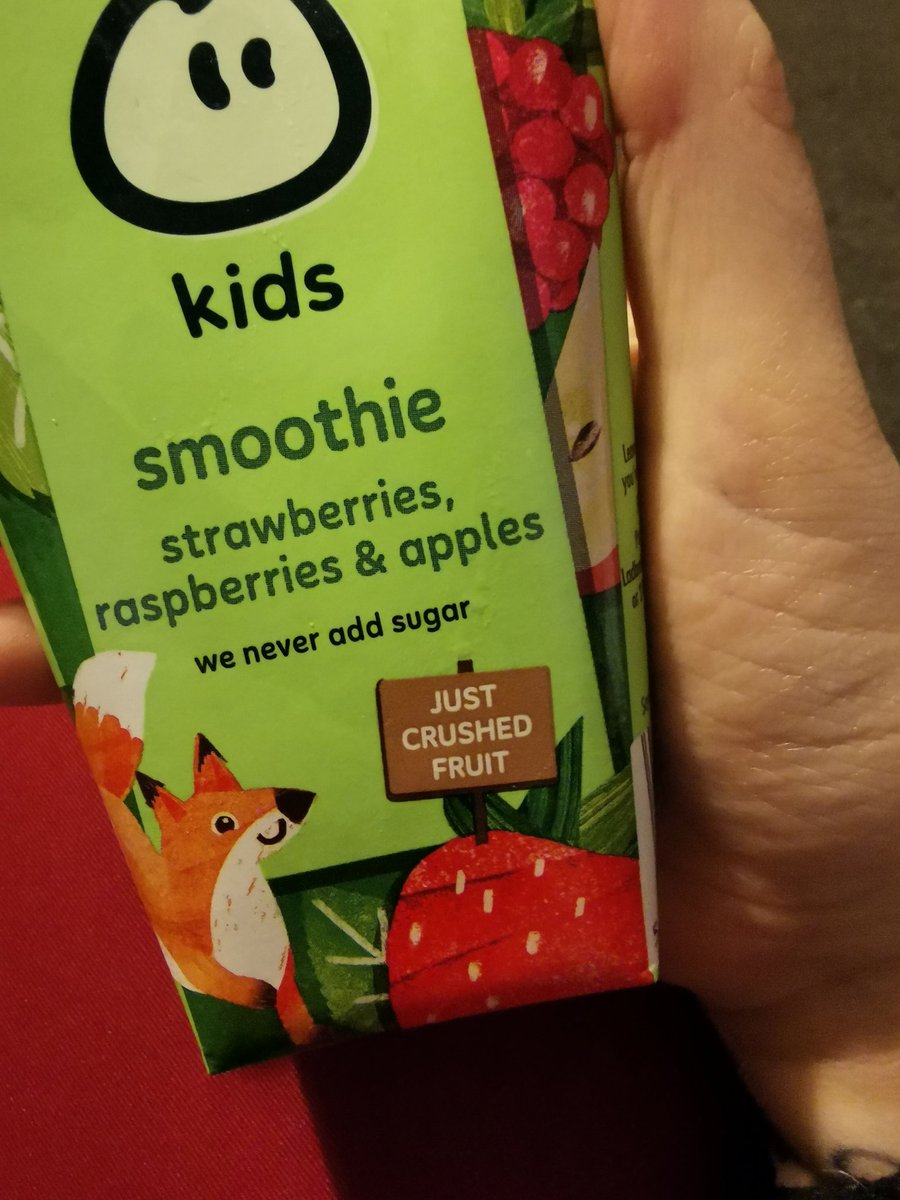 kids
smoothie
strawberries,
raspberries & apples
we never add sugar
JUST
CRUSHED
FRUIT